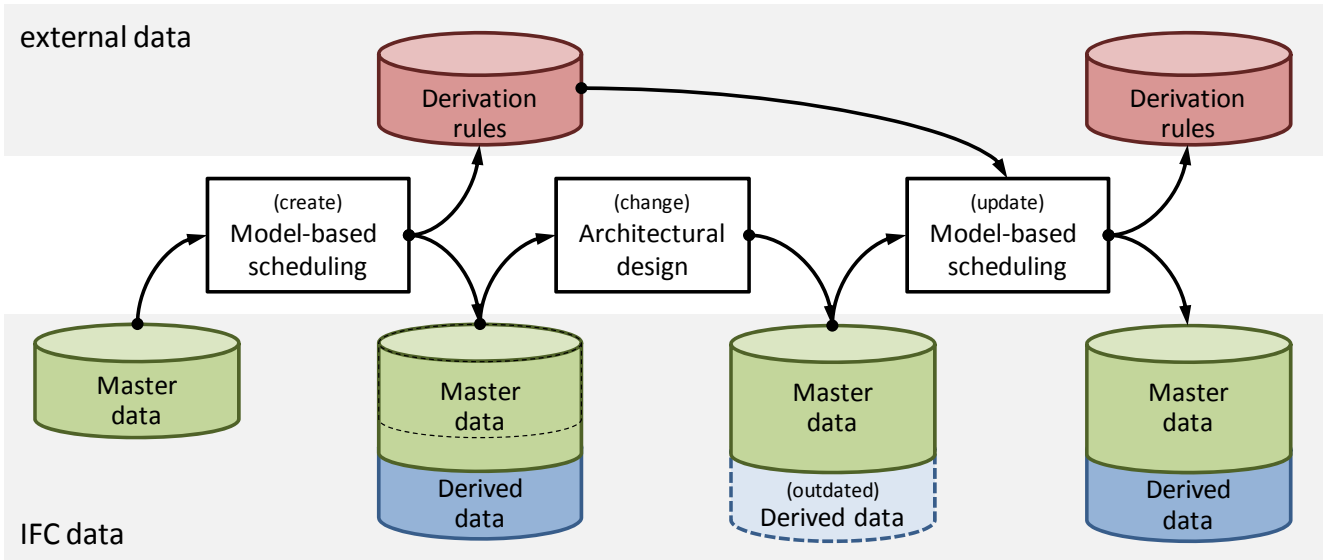 external data
Derivation
rules
Derivation
rules
(create)
Model-based
scheduling
(change)
Architectural
design
(update)
Model-based
scheduling
Master
data
Master
data
Derived
data
Master
data
(outdated)
Derived data
Master
data
Derived
data
IFC data